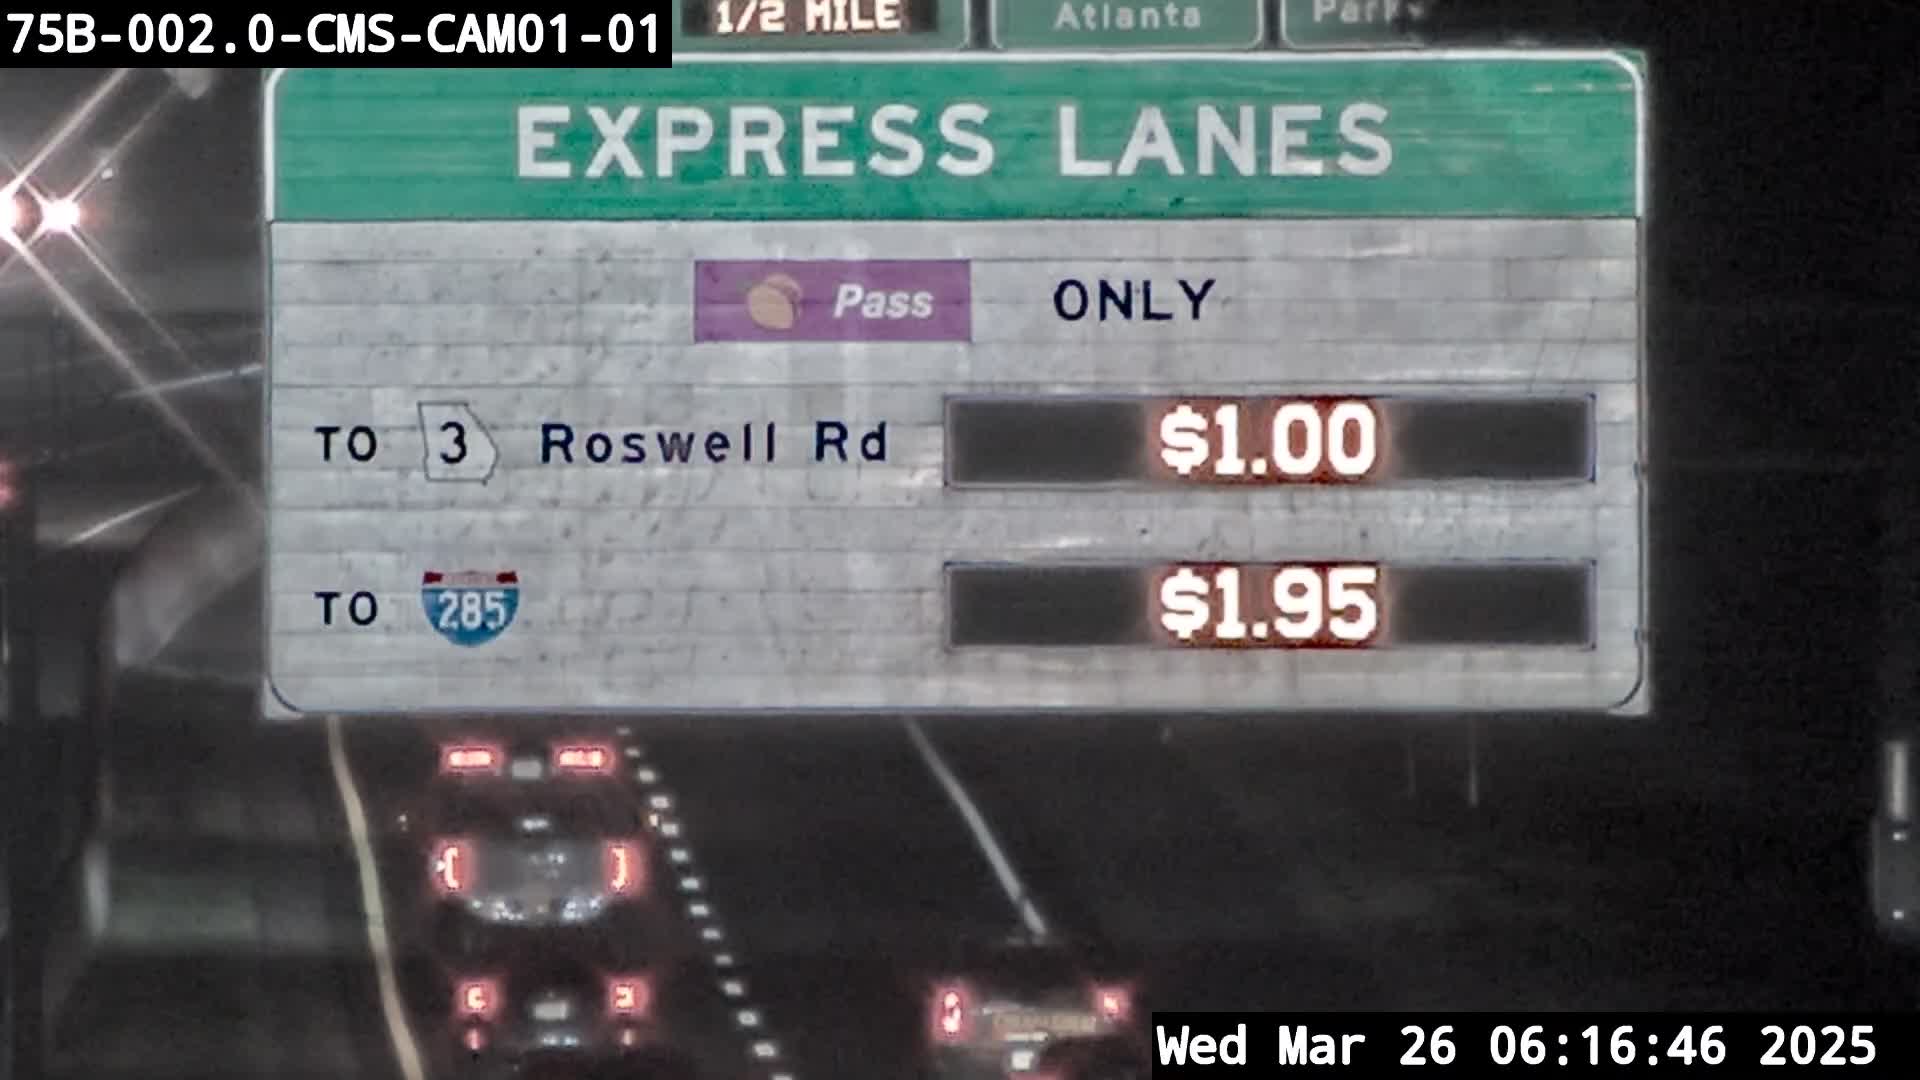 75B-002.0-CMS-CAM01-01
1/2 MILE
Atlanta
EXPRESS LANES
Pass ONLY
TO 3 Roswell Rd $1.00
TO 285 $1.95
Wed Mar 26 06:16:46 2025